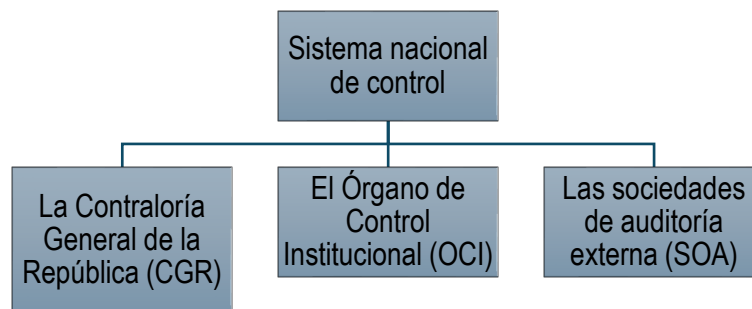 Sistema nacional
de control
La Contraloría
General de la
República (CGR)
El Órgano de
Control
Institucional (OCI)
Las sociedades
de auditoría
externa (SOA)